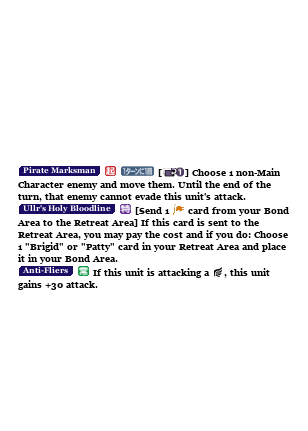 Pirate Marksman 起 1ターンに1回 [1] Choose 1 non-Main
Character enemy and move them. Until the end of the
turn, that enemy cannot evade this unit's attack.
Ullr's Holy Bloodline 特 [Send 1 card from your Bond
Area to the Retreat Area] If this card is sent to the
Retreat Area, you may pay the cost and if you do: Choose
1 "Brigid" or "Patty" card in your Retreat Area and place
it in your Bond Area.
Anti-Fliers 常 If this unit is attacking a , this unit
gains +30 attack.